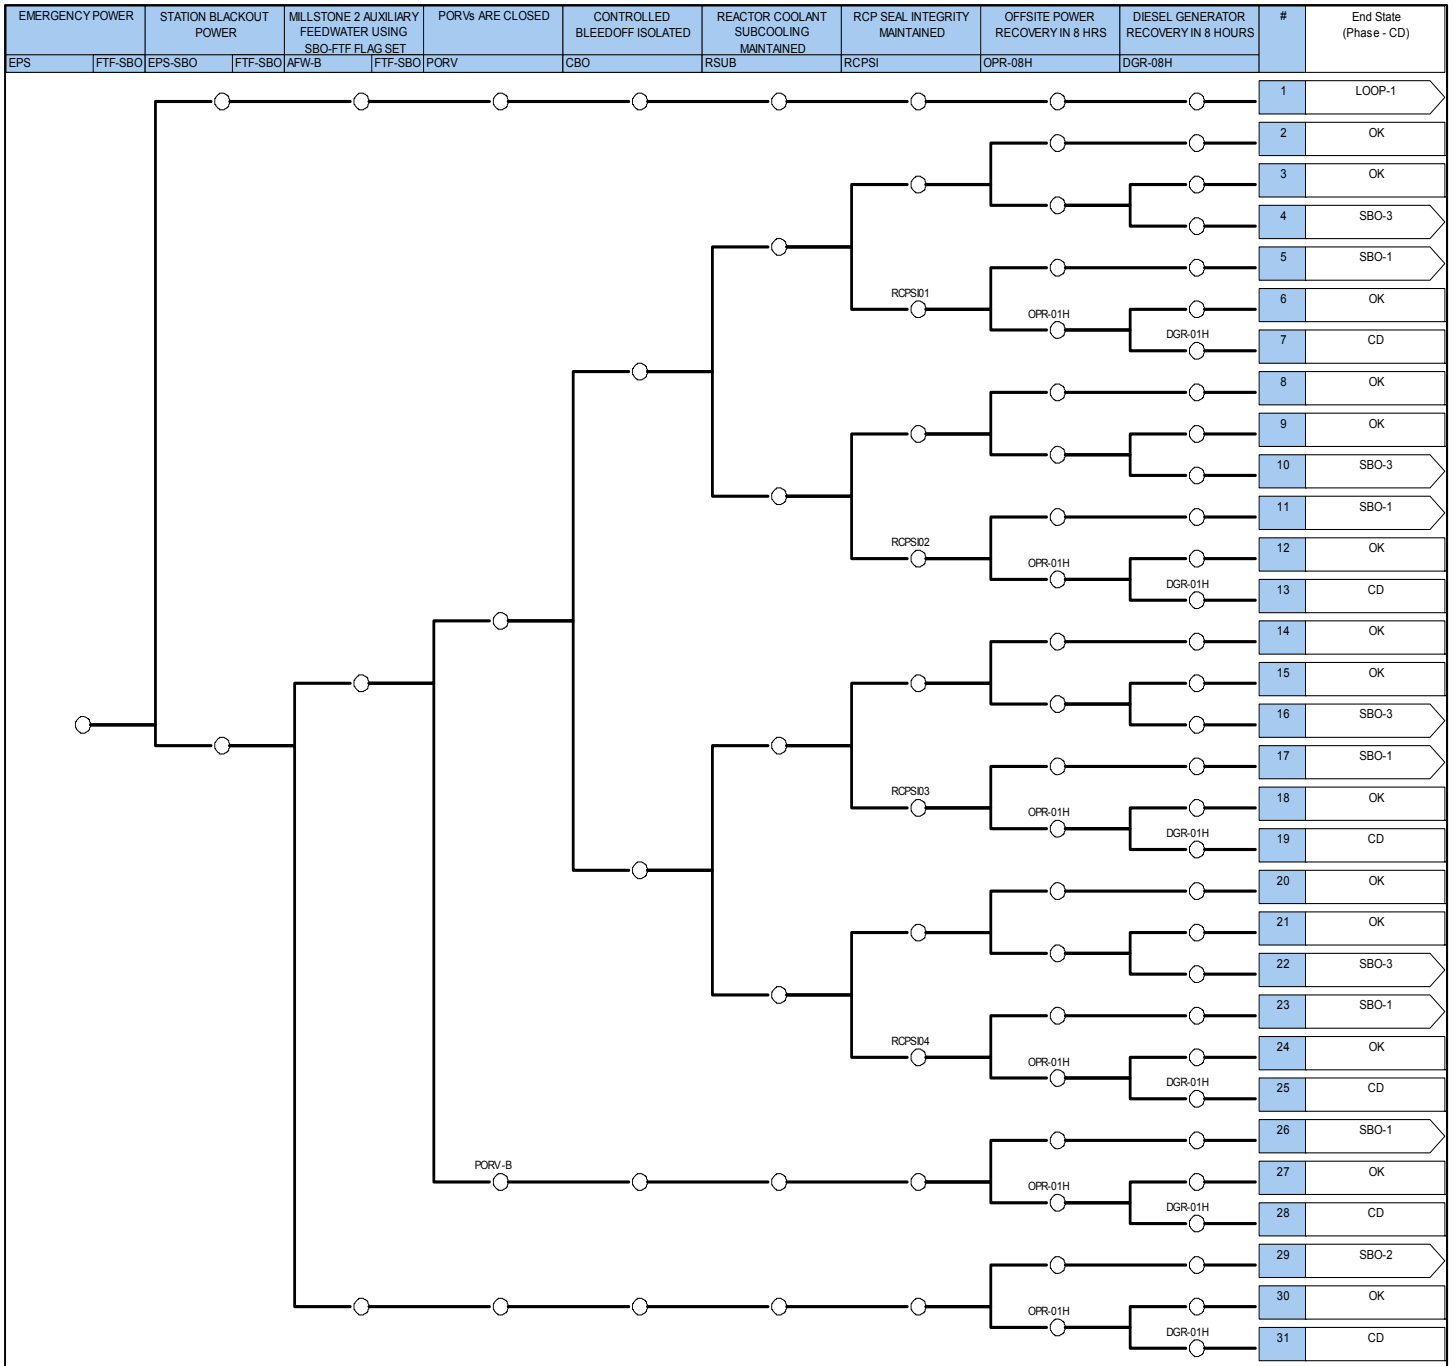 EMERGENCY POWER
STATION BLACKOUT
POWER
MILLSTONE 2 AUXILIARY
FEEDWATER USING
SBO-FTF FLAG SET
PORVs ARE CLOSED
CONTROLLED
BLEEDOFF ISOLATED
REACTOR COOLANT
SUBCOOLING
MAINTAINED
RCP SEAL INTEGRITY
MAINTAINED
OFFSITE POWER
RECOVERY IN 8 HRS
DIESEL GENERATOR
RECOVERY IN 8 HOURS
#
End State
(Phase - CD)
EPS FTF-SBO EPS-SBO FTF-SBO AFW-B FTF-SBO PORV CBO RSUB RCPSI OPR-08H DGR-08H
1 LOOP-1
2 OK
3 OK
4 SBO-3
5 SBO-1
RCPSI01
6 OK
OPR-01H
DGR-01H
7 CD
8 OK
9 OK
10 SBO-3
11 SBO-1
RCPSI02
12 OK
OPR-01H
DGR-01H
13 CD
14 OK
15 OK
16 SBO-3
17 SBO-1
RCPSI03
18 OK
OPR-01H
DGR-01H
19 CD
20 OK
21 OK
22 SBO-3
23 SBO-1
RCPSI04
24 OK
OPR-01H
DGR-01H
25 CD
26 SBO-1
PORV-B
27 OK
OPR-01H
DGR-01H
28 CD
29 SBO-2
30 OK
OPR-01H
DGR-01H
31 CD